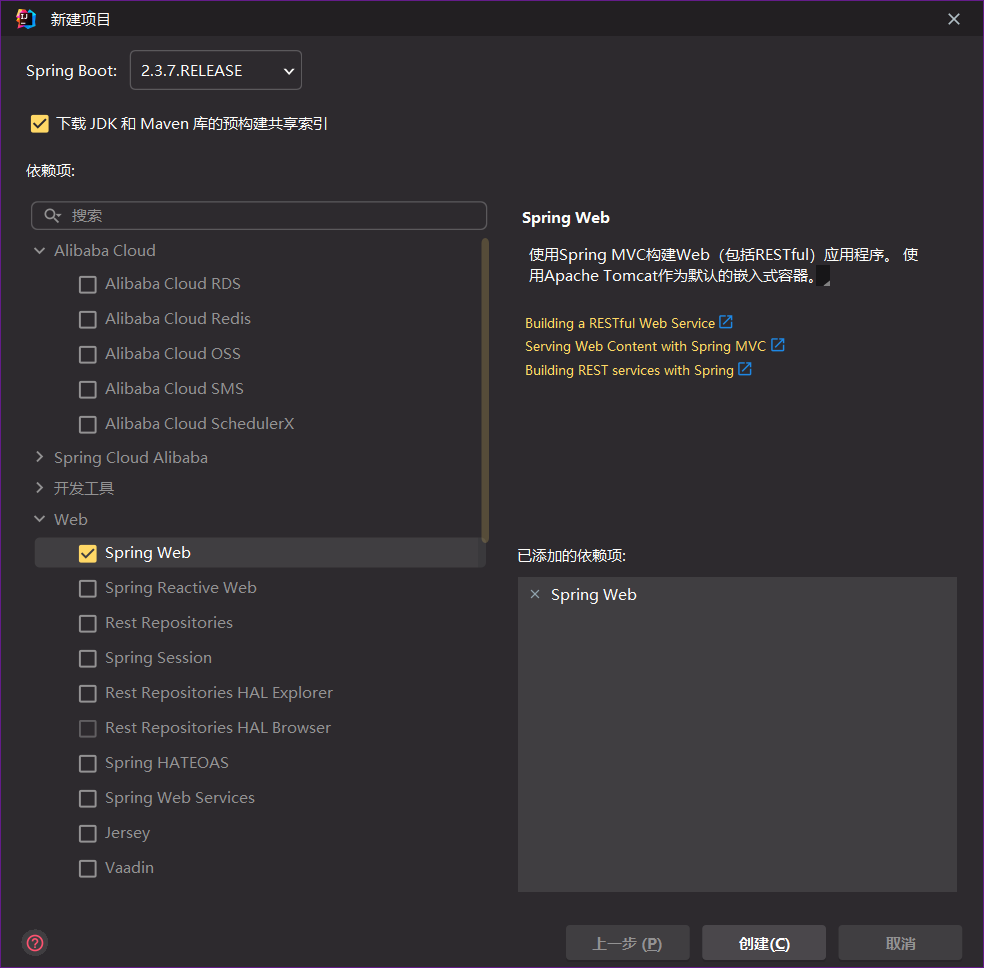 新建项目
Spring Boot: 2.3.7.RELEASE
下载 JDK 和 Maven 库的预构建共享索引
依赖项:
搜索
Alibaba Cloud
Alibaba Cloud RDS
Alibaba Cloud Redis
Alibaba Cloud OSS
Alibaba Cloud SMS
Alibaba Cloud SchedulerX
Spring Cloud Alibaba
开发工具
Web
Spring Web
Spring Reactive Web
Rest Repositories
Spring Session
Rest Repositories HAL Explorer
Rest Repositories HAL Browser
Spring HATEOAS
Spring Web Services
Jersey
Vaadin
Spring Web
使用Spring MVC构建Web（包括RESTful）应用程序。 使
用Apache Tomcat作为默认的嵌入式容器。
Building a RESTful Web Service
Serving Web Content with Spring MVC
Building REST services with Spring
已添加的依赖项:
× Spring Web
?
上一步 (P)
创建(C)
取消